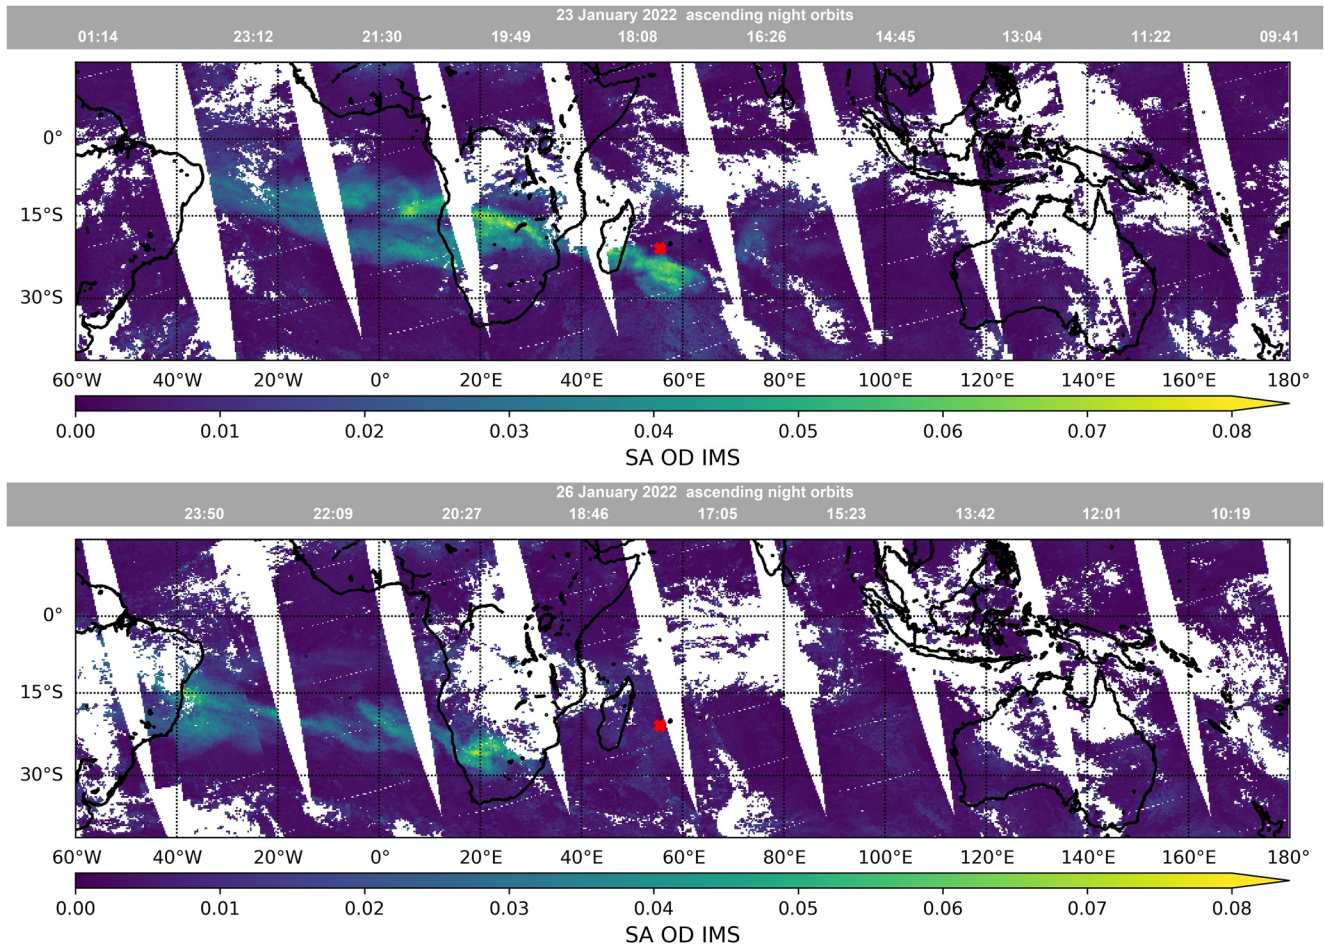 23 January 2022 ascending night orbits
01:14 23:12 21:30 19:49 18:08 16:26 14:45 13:04 11:22 09:41
0°
15°S
30°S
60°W 40°W 20°W 0° 20°E 40°E 60°E 80°E 100°E 120°E 140°E 160°E 180°
0.00 0.01 0.02 0.03 0.04 0.05 0.06 0.07 0.08
SA OD IMS
26 January 2022 ascending night orbits
23:50 22:09 20:27 18:46 17:05 15:23 13:42 12:01 10:19
0°
15°S
30°S
60°W 40°W 20°W 0° 20°E 40°E 60°E 80°E 100°E 120°E 140°E 160°E 180°
0.00 0.01 0.02 0.03 0.04 0.05 0.06 0.07 0.08
SA OD IMS